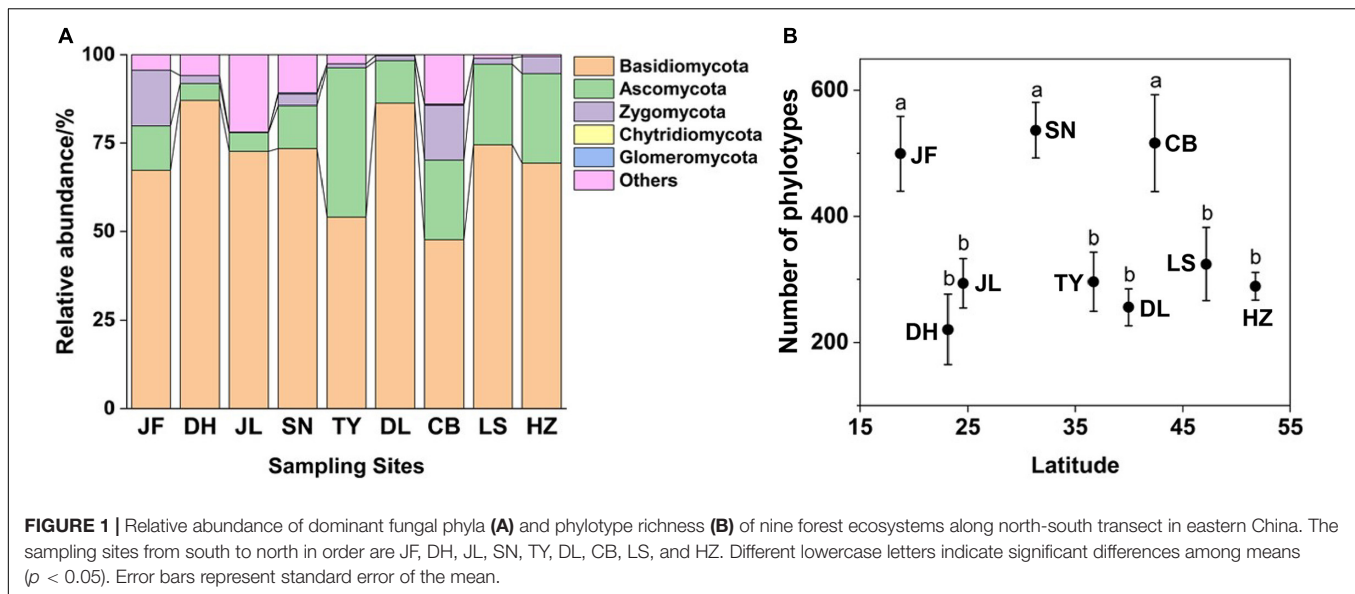 A
Relative abundance/%
100
75
50
25
0
JF DH JL SN TY DL CB LS HZ
Sampling Sites
Basidiomycota
Ascomycota
Zygomycota
Chytridiomycota
Glomeromycota
Others
B
Number of phylotypes
600
400
200
a
JF
b
DH
b
JL
a
SN
b
TY
b
DL
a
CB
b
LS
b
HZ
15 25 35 45 55
Latitude
FIGURE 1 | Relative abundance of dominant fungal phyla (A) and phylotype richness (B) of nine forest ecosystems along north-south transect in eastern China. The
sampling sites from south to north in order are JF, DH, JL, SN, TY, DL, CB, LS, and HZ. Different lowercase letters indicate significant differences among means
(p < 0.05). Error bars represent standard error of the mean.